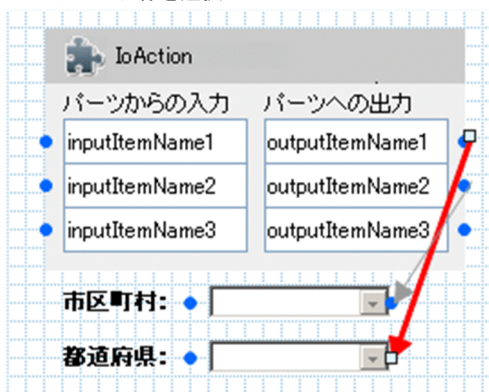 IoAction
パーツからの入力 パーツへの出力
inputItemName1 outputItemName1
inputItemName2 outputItemName2
inputItemName3 outputItemName3
市区町村:
都道府県: